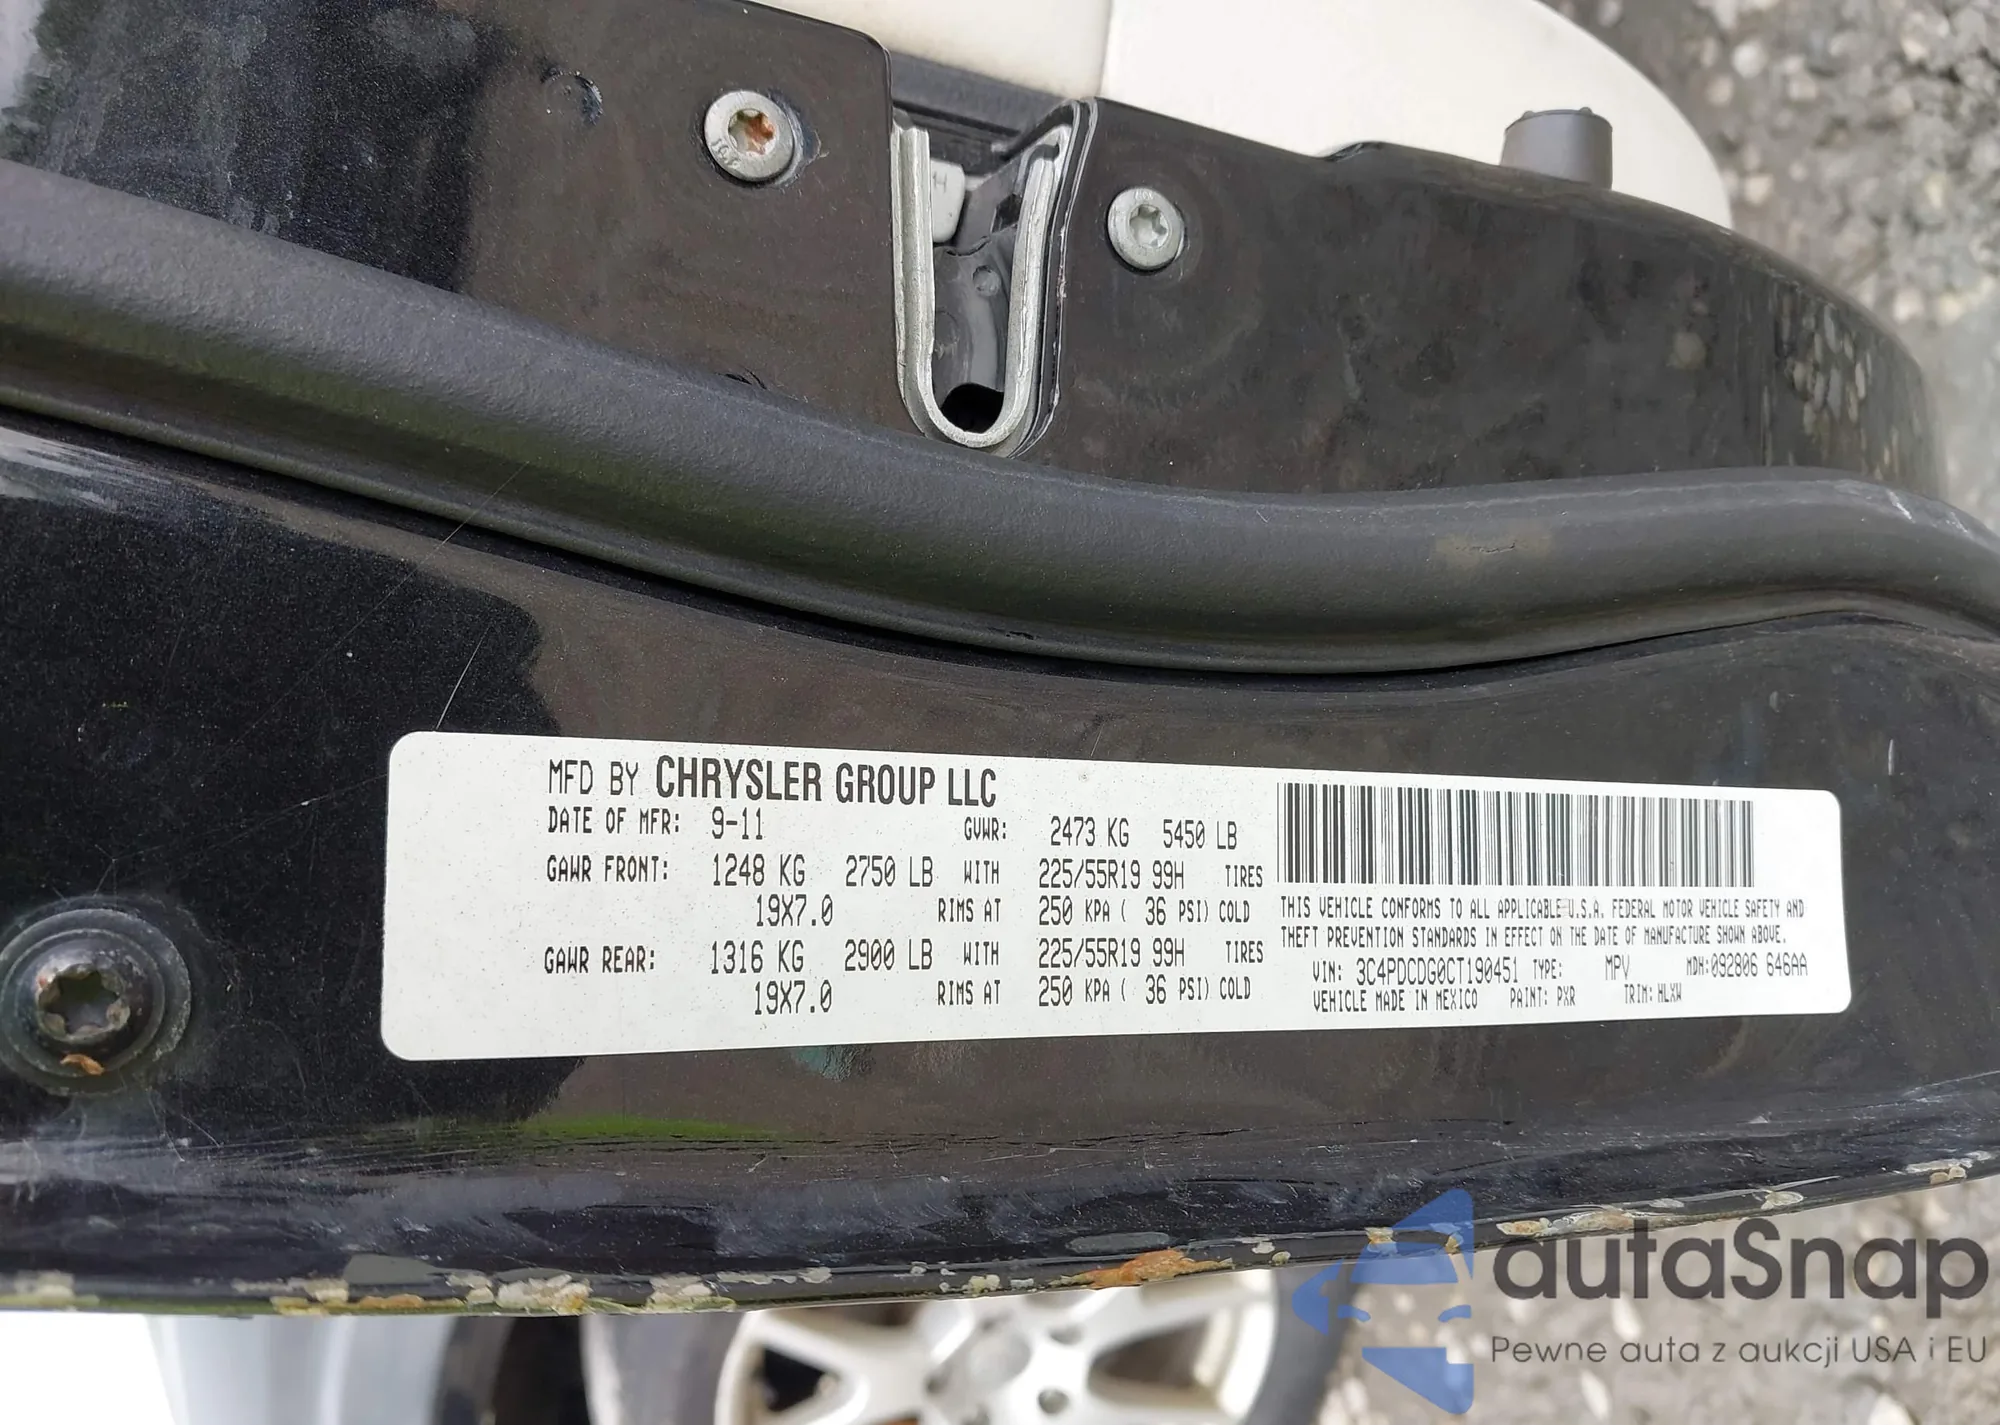 MFD BY CHRYSLER GROUP LLC
DATE OF MFR: 9-11 GVWR: 2473 KG 5450 LB
GAWR FRONT: 1248 KG 2750 LB WITH 225/55R19 99H TIRES
19X7.0 RIMS AT 250 KPA ( 36 PSI) COLD
GAWR REAR: 1316 KG 2900 LB WITH 225/55R19 99H TIRES
19X7.0 RIMS AT 250 KPA ( 36 PSI) COLD
THIS VEHICLE CONFORMS TO ALL APPLICABLE U.S.A. FEDERAL MOTOR VEHICLE SAFETY AND
THEFT PREVENTION STANDARDS IN EFFECT ON THE DATE OF MANUFACTURE SHOWN ABOVE.
VIN: 3C4PDCDG0CT190451 TYPE: MPV MDH:092806 646AA
VEHICLE MADE IN MEXICO PAINT: PXR TRIM: HLXW
autaSnap
Pewne auta z aukcji USA i EU